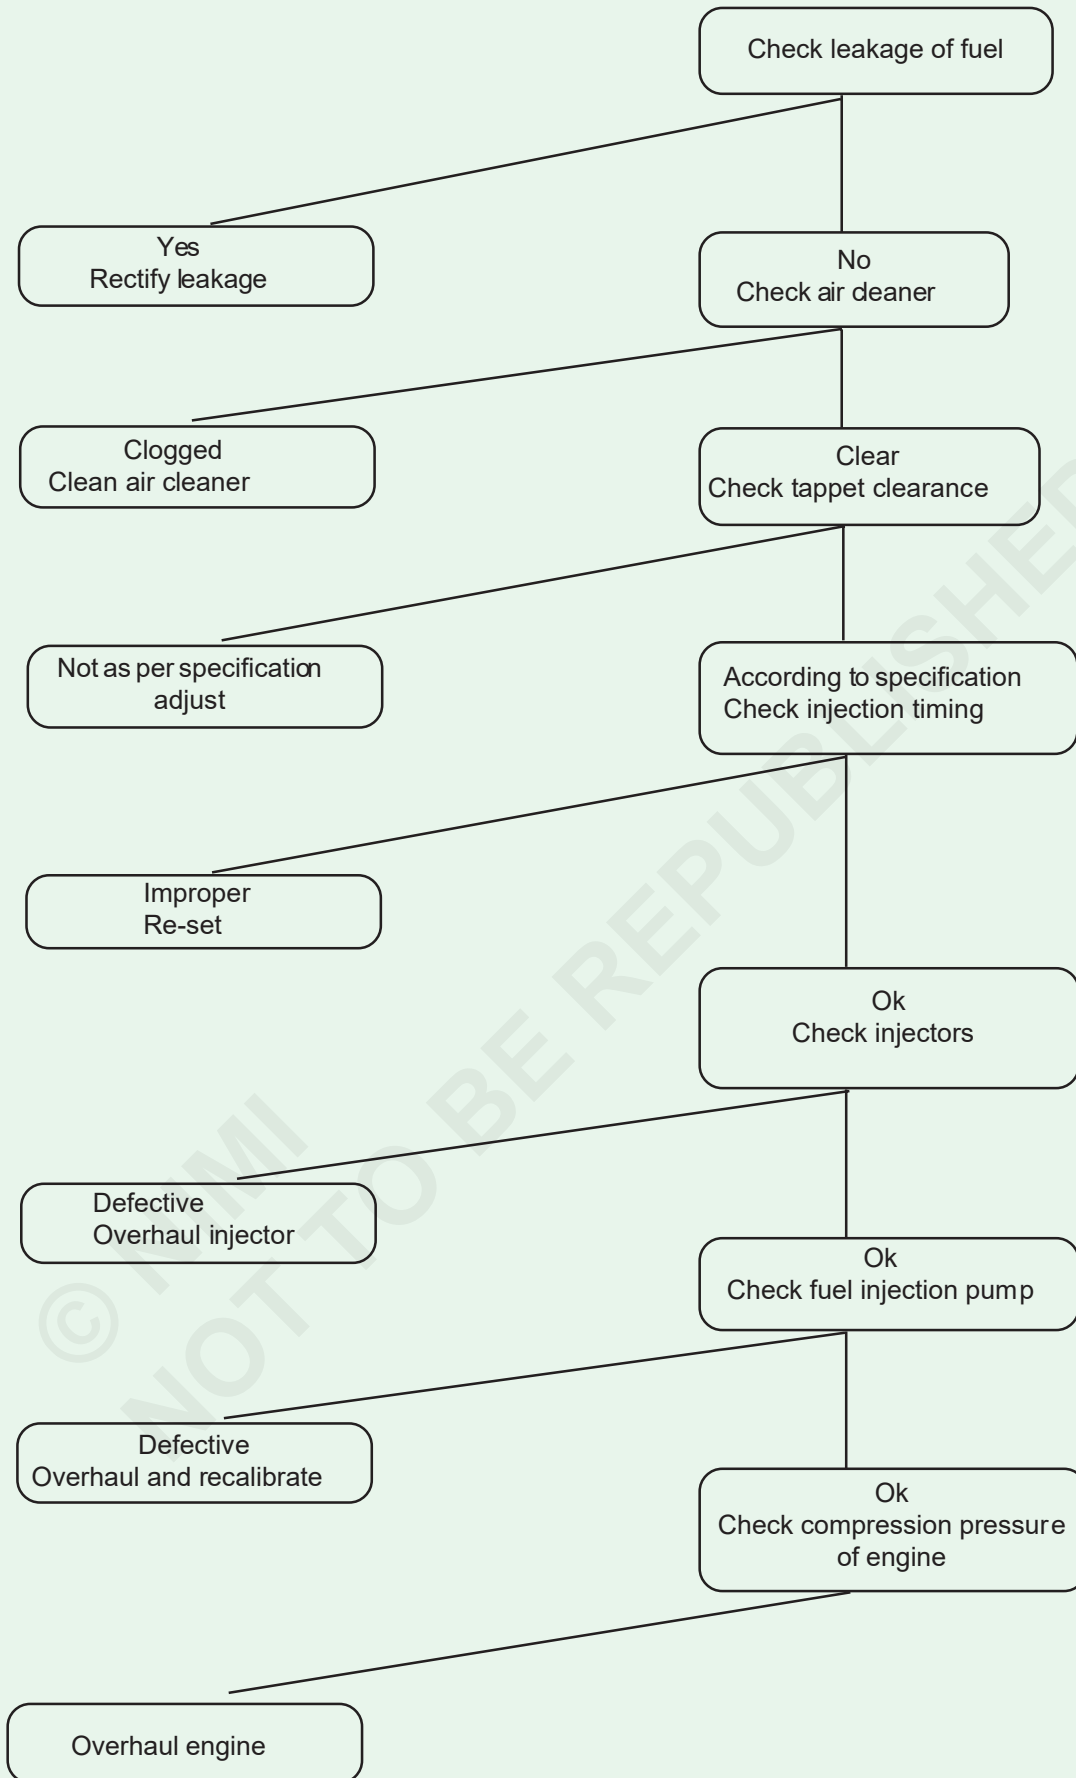 Check leakage of fuel
Yes
Rectify leakage
No
Check air cleaner
Clogged
Clean air cleaner
Clear
Check tappet clearance
Not as per specification
adjust
According to specification
Check injection timing
Improper
Re-set
Ok
Check injectors
Defective
Overhaul injector
Ok
Check fuel injection pump
Defective
Overhaul and recalibrate
Ok
Check compression pressure
of engine
Overhaul engine
© NIMI
NOT TO BE REPUBLISHED